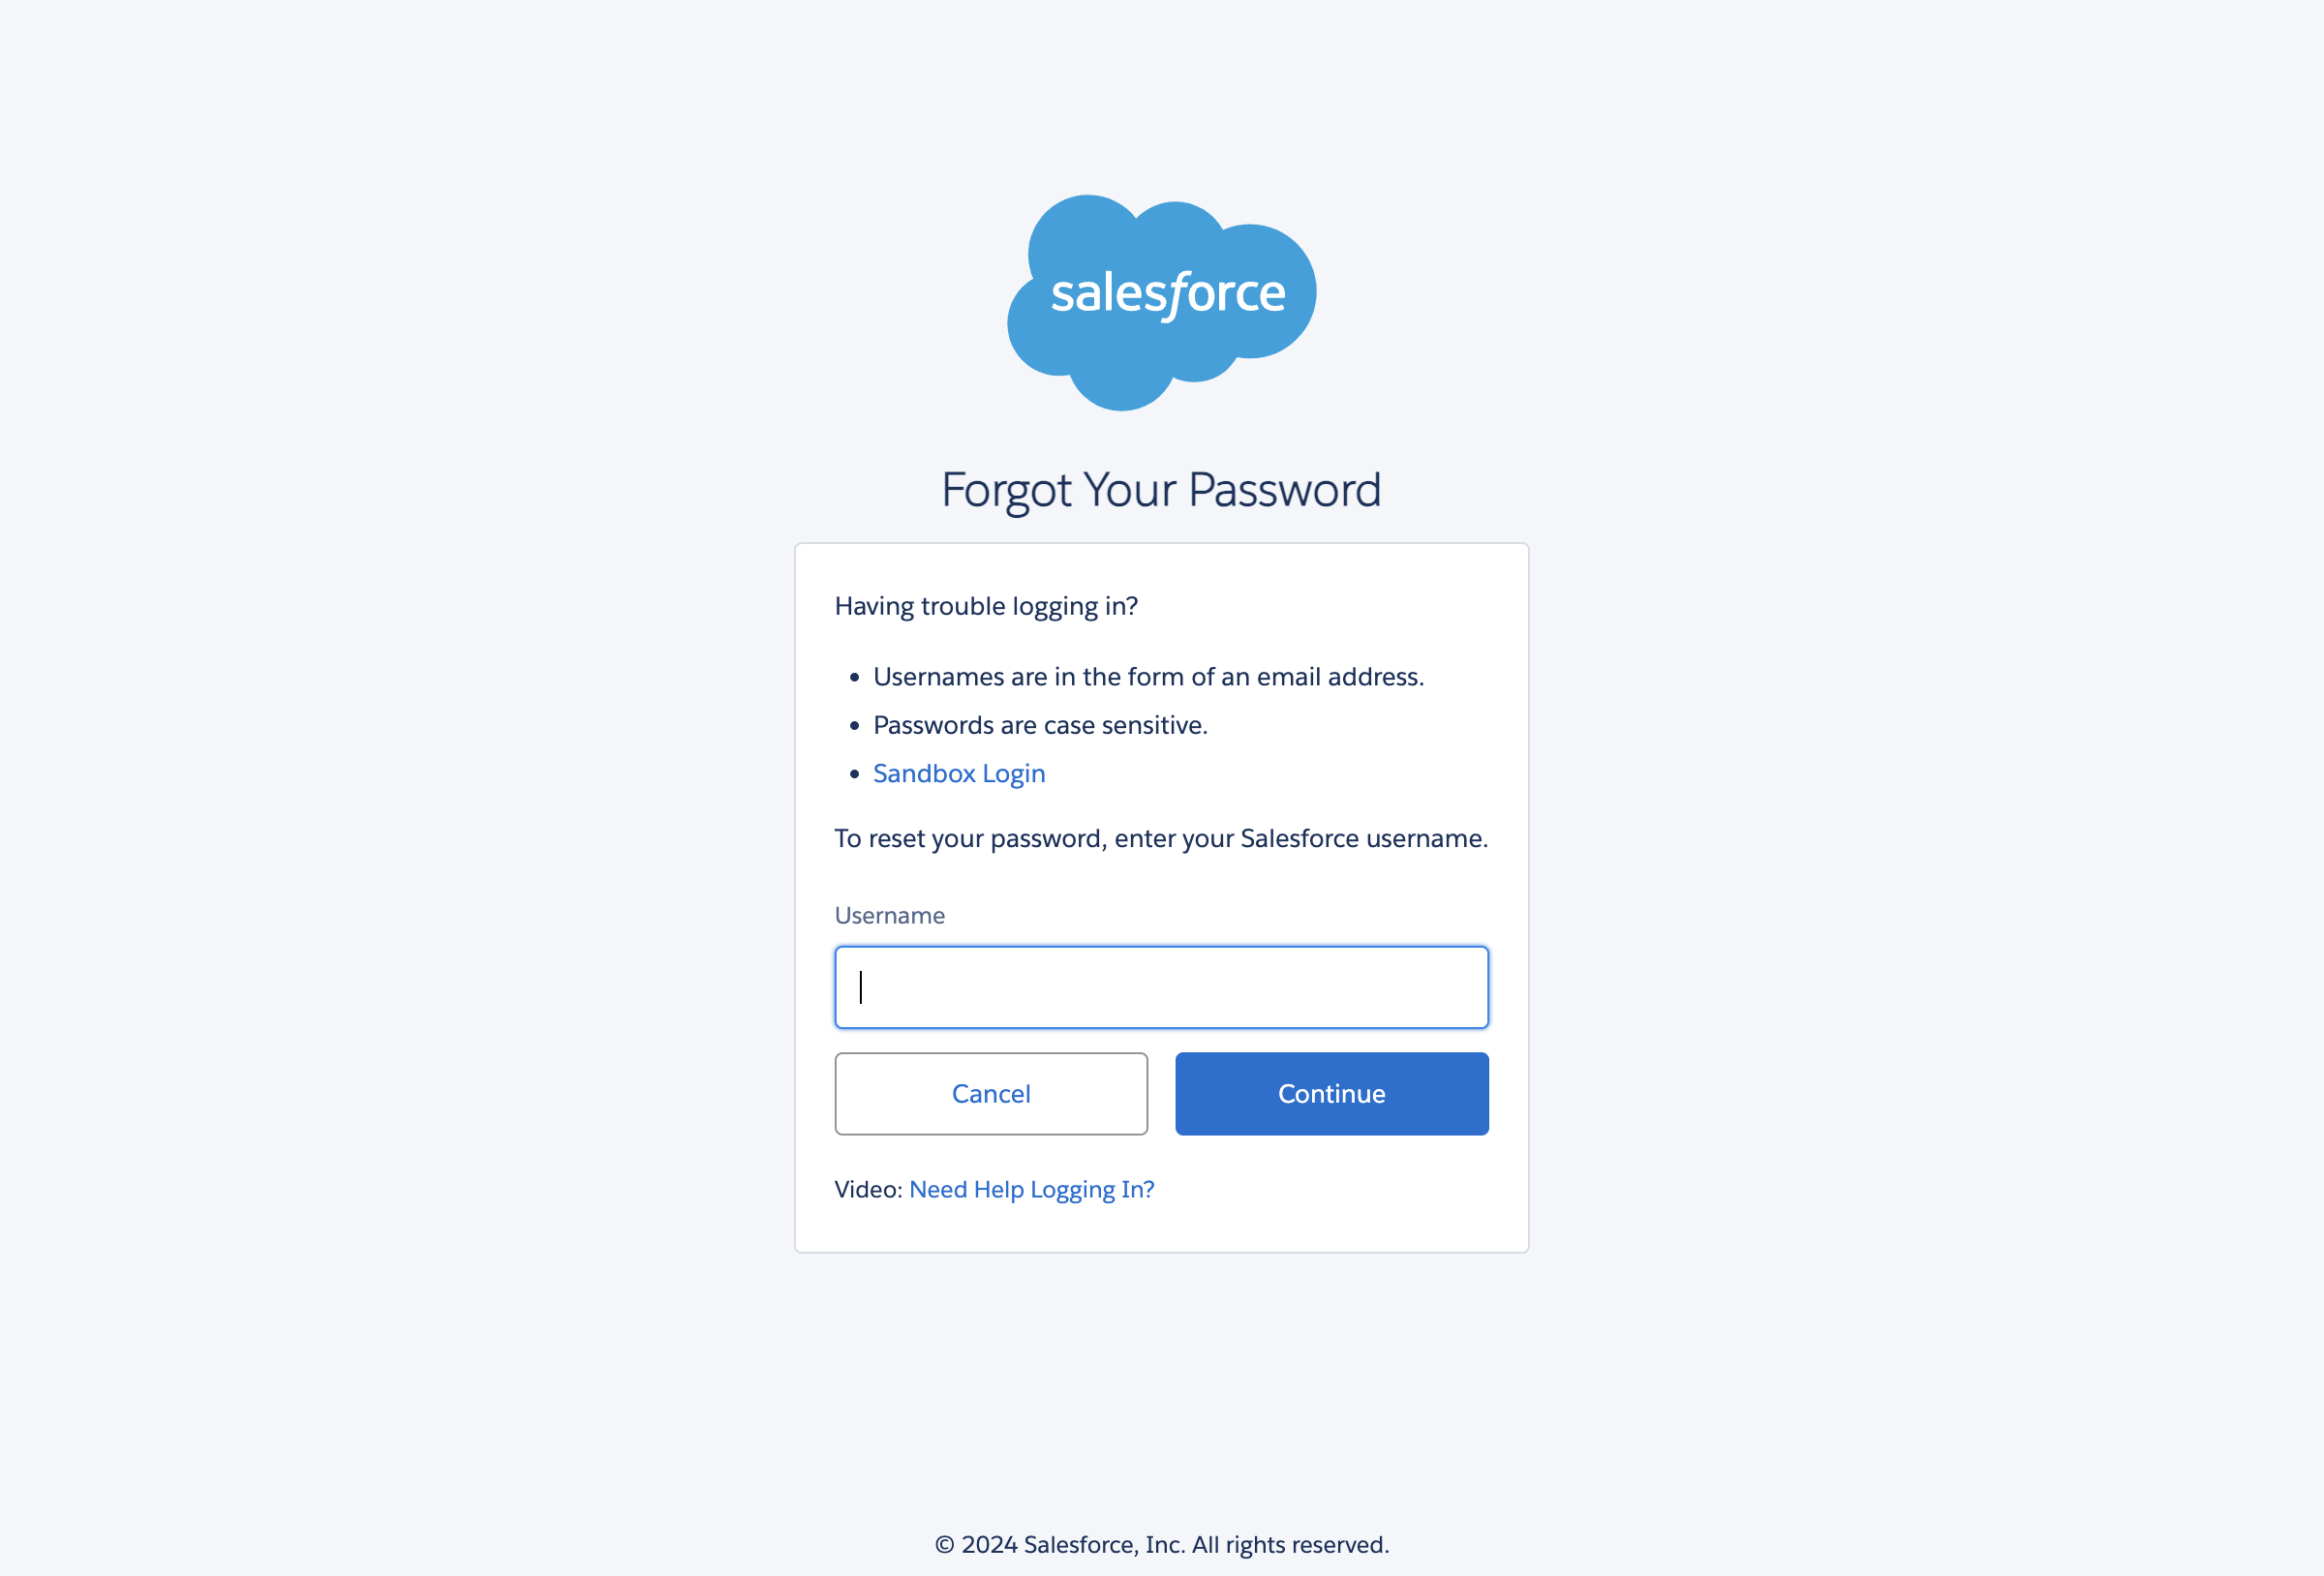 salesforce
Forgot Your Password
Having trouble logging in?
Usernames are in the form of an email address.
Passwords are case sensitive.
Sandbox Login
To reset your password, enter your Salesforce username.
Username
Cancel
Continue
Video: Need Help Logging In?
© 2024 Salesforce, Inc. All rights reserved.